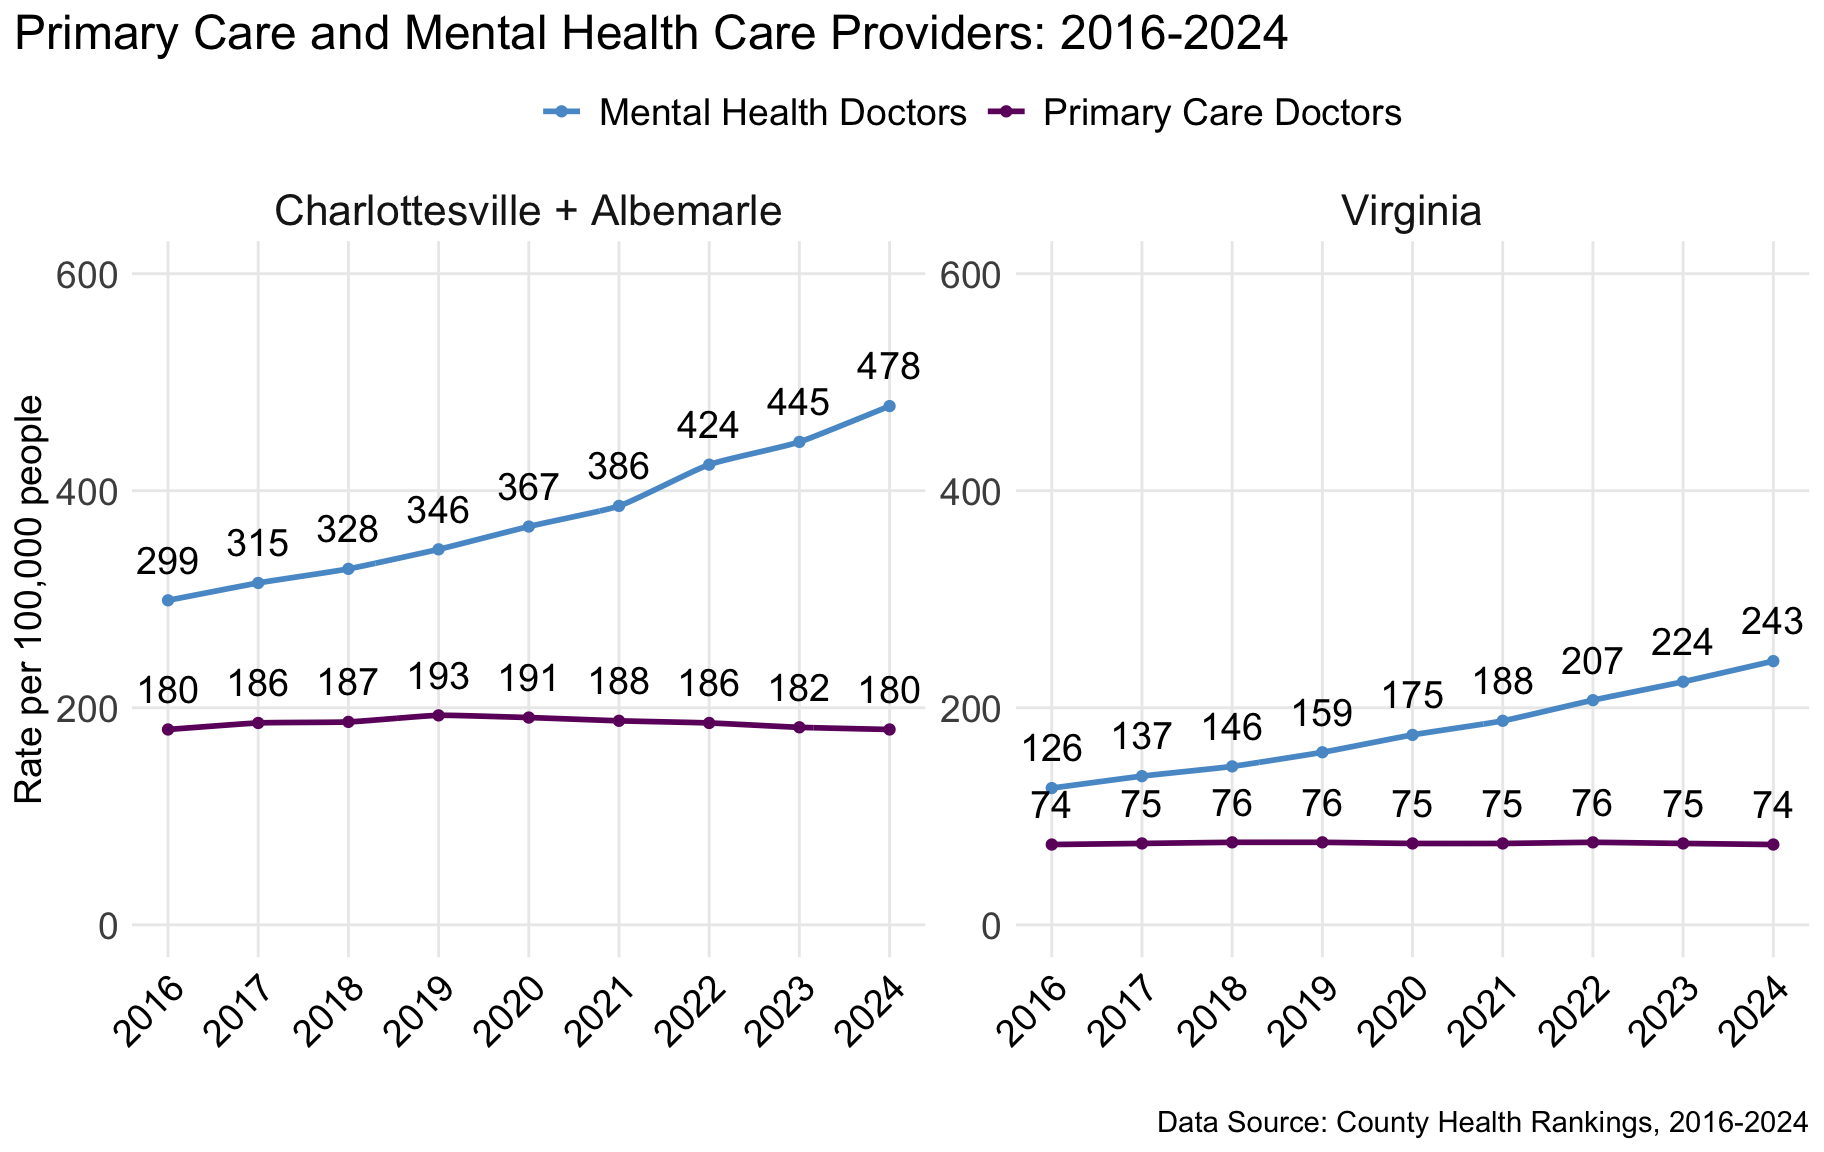 Primary Care and Mental Health Care Providers: 2016-2024
Mental Health Doctors Primary Care Doctors
Charlottesville + Albemarle
Rate per 100,000 people
600
400
200
0
299 315 328 346 367 386 424 445 478
180 186 187 193 191 188 186 182 180
2016 2017 2018 2019 2020 2021 2022 2023 2024
Virginia
600
400
200
0
126 137 146 159 175 188 207 224 243
74 75 76 76 75 75 76 75 74
2016 2017 2018 2019 2020 2021 2022 2023 2024
Data Source: County Health Rankings, 2016-2024